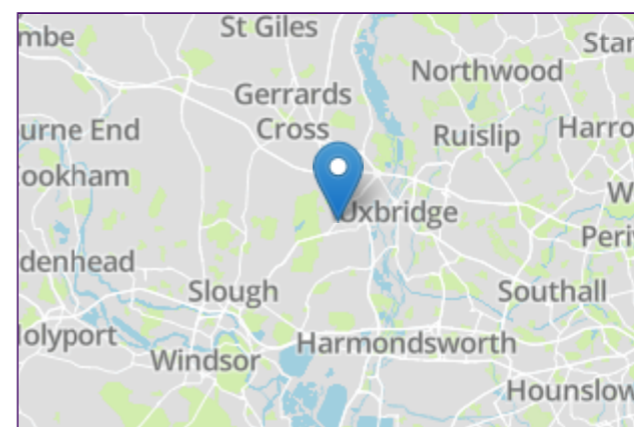 St Giles
mbe
Stan
Northwood
Gerrards
Cross
urne End
Ruislip
Harro
ookham
W
Uxbridge
Peri
denhead
Slough
Southall
olyport
Harmondsworth
Windsor
Hounslow